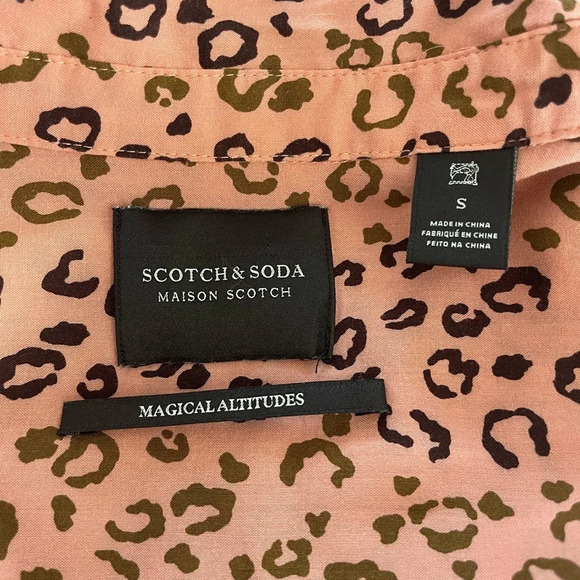 SCOTCH & SODA
MAISON SCOTCH
MAGICAL ALTITUDES
S
MADE IN CHINA
FABRIQUÉ EN CHINE
FEITO NA CHINA